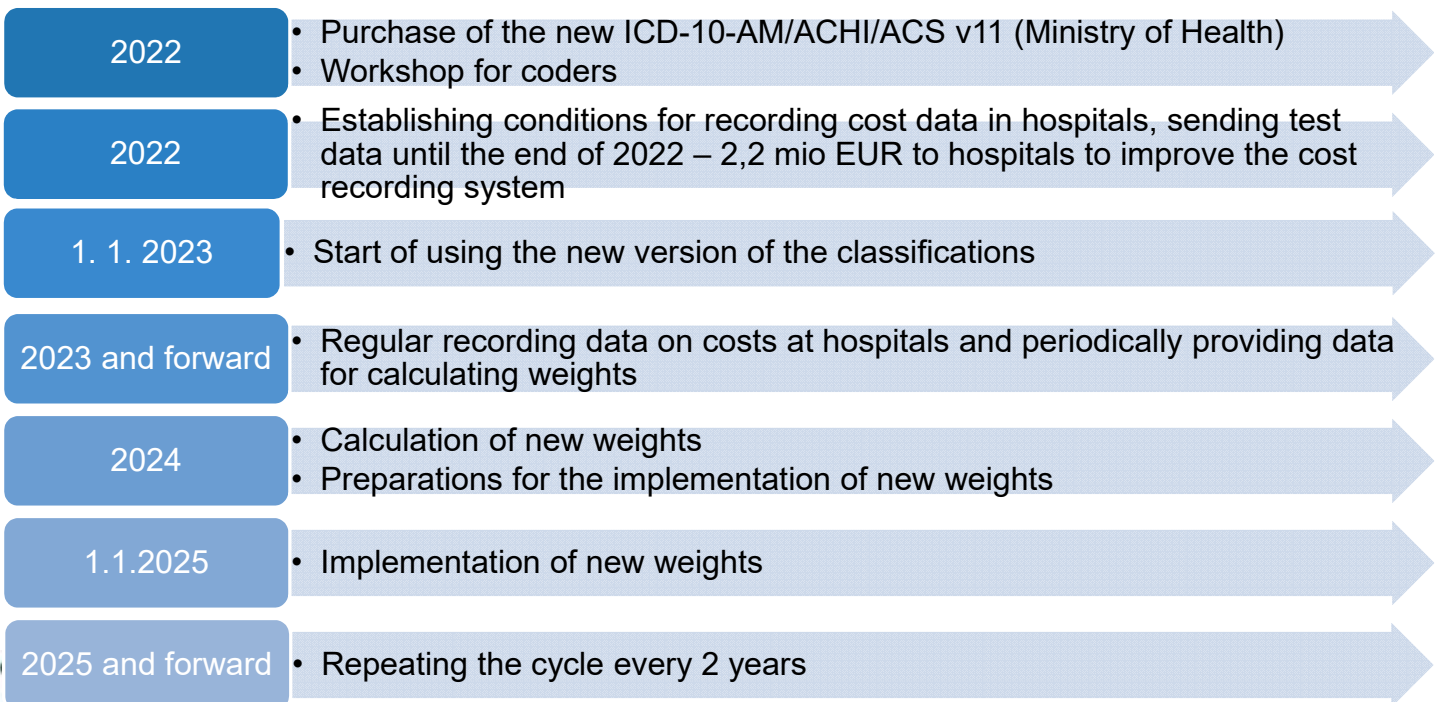 2022
• Purchase of the new ICD-10-AM/ACHI/ACS v11 (Ministry of Health)
• Workshop for coders
2022
• Establishing conditions for recording cost data in hospitals, sending test
data until the end of 2022 – 2,2 mio EUR to hospitals to improve the cost
recording system
1. 1. 2023
• Start of using the new version of the classifications
2023 and forward
• Regular recording data on costs at hospitals and periodically providing data
for calculating weights
2024
• Calculation of new weights
• Preparations for the implementation of new weights
1.1.2025
• Implementation of new weights
2025 and forward
• Repeating the cycle every 2 years